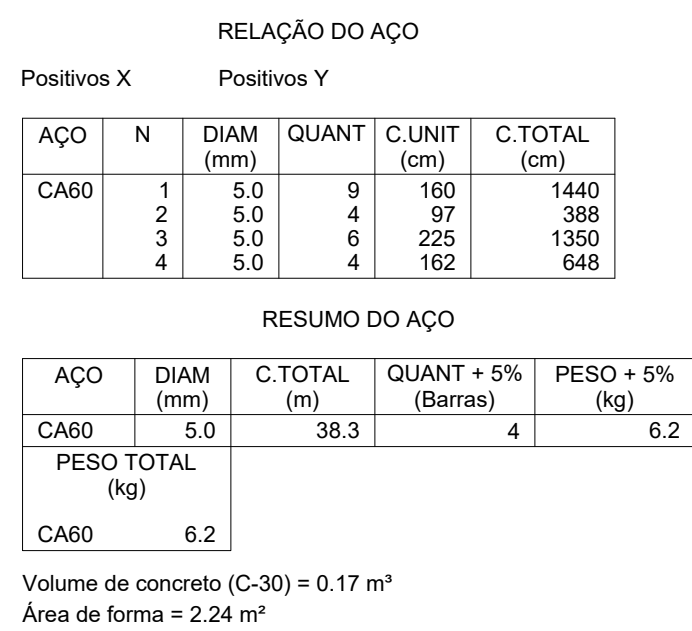 RELAÇÃO DO AÇO
Positivos X Positivos Y
AÇO N DIAM QUANT C.UNIT C.TOTAL
(mm) (cm) (cm)
CA60 1 5.0 9 160 1440
2 5.0 4 97 388
3 5.0 6 225 1350
4 5.0 4 162 648
RESUMO DO AÇO
AÇO DIAM C.TOTAL QUANT + 5% PESO + 5%
(mm) (m) (Barras) (kg)
CA60 5.0 38.3 4 6.2
PESO TOTAL
(kg)
CA60 6.2
Volume de concreto (C-30) = 0.17 m³
Área de forma = 2.24 m²